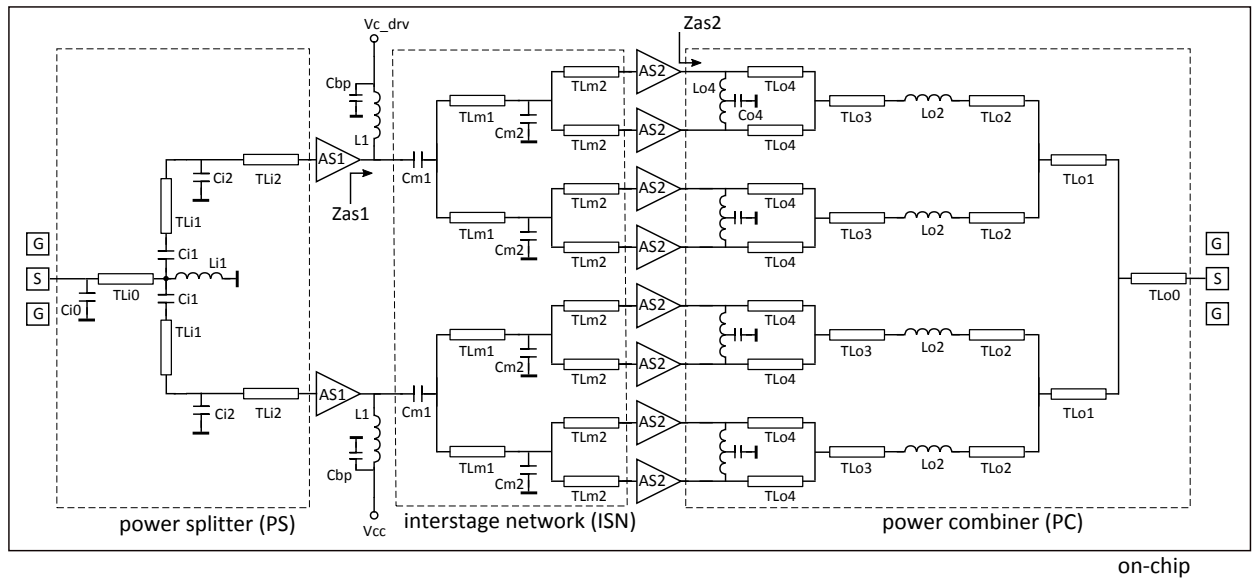 Vc_drv
Zas2
Cbp
L1
AS1
Zas1
Ci2
TLi2
TLi1
Ci1
Li1
G
S
G
Ci0
TLi0
Ci1
TLi1
Ci2
TLi2
AS1
L1
Cbp
Vcc
Cm1
TLm1
Cm2
TLm2
TLm2
TLm1
Cm2
TLm2
TLm2
Cm1
TLm1
Cm2
TLm2
TLm2
TLm1
Cm2
TLm2
TLm2
AS2
AS2
AS2
AS2
AS2
AS2
AS2
AS2
Lo4
Co4
TLo4
TLo4
TLo3
Lo2
TLo2
TLo4
TLo4
TLo3
Lo2
TLo2
TLo1
TLo4
TLo4
TLo3
Lo2
TLo2
TLo4
TLo4
TLo3
Lo2
TLo2
TLo1
TLo0
G
S
G
power splitter (PS)
interstage network (ISN)
power combiner (PC)
on-chip